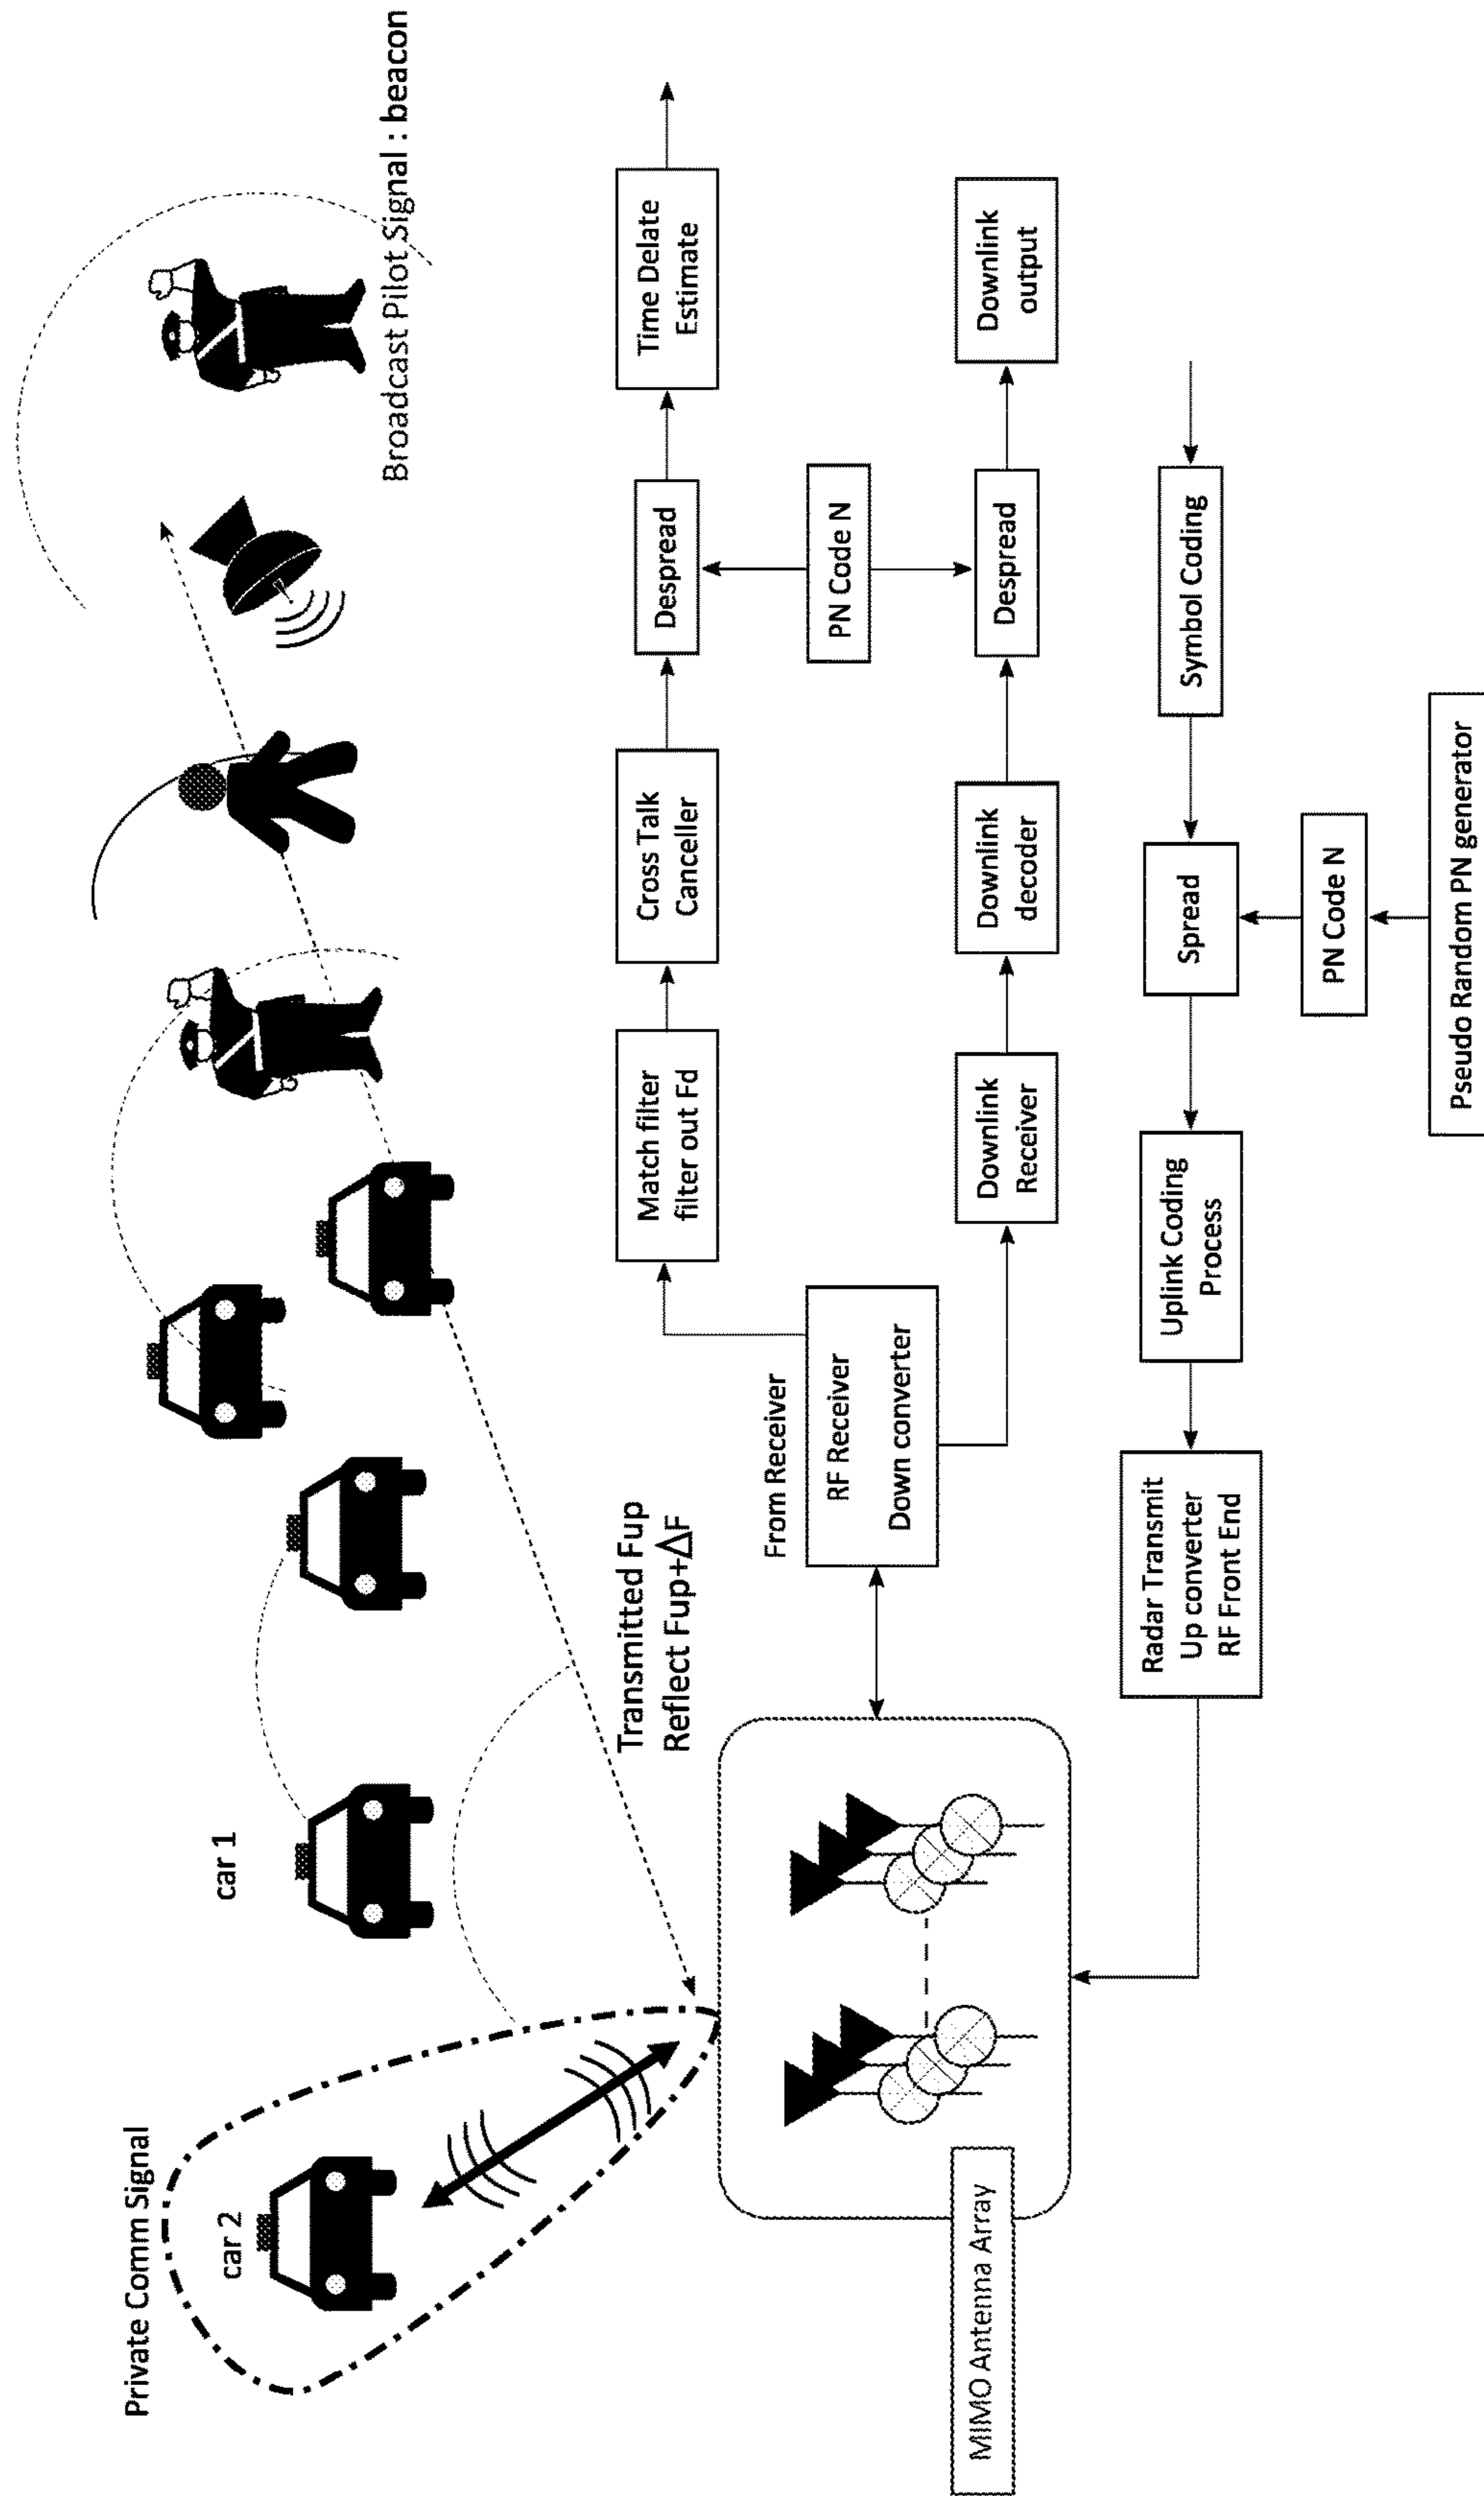 Private Comm Signal
car 2
car 1
Broadcast Pilot Signal : beacon
Transmitted Fup
Reflect Fup+ΔF
From Receiver
RF Receiver
Down converter
Match filter
filter out Fd
Cross Talk
Canceller
Despread
Time Delate
Estimate
PN Code N
Downlink
Receiver
Downlink
decoder
Despread
Downlink
output
MIMO Antenna Array
Radar Transmit
Up converter
RF Front End
Uplink Coding
Process
Spread
Symbol Coding
PN Code N
Pseudo Random PN generator